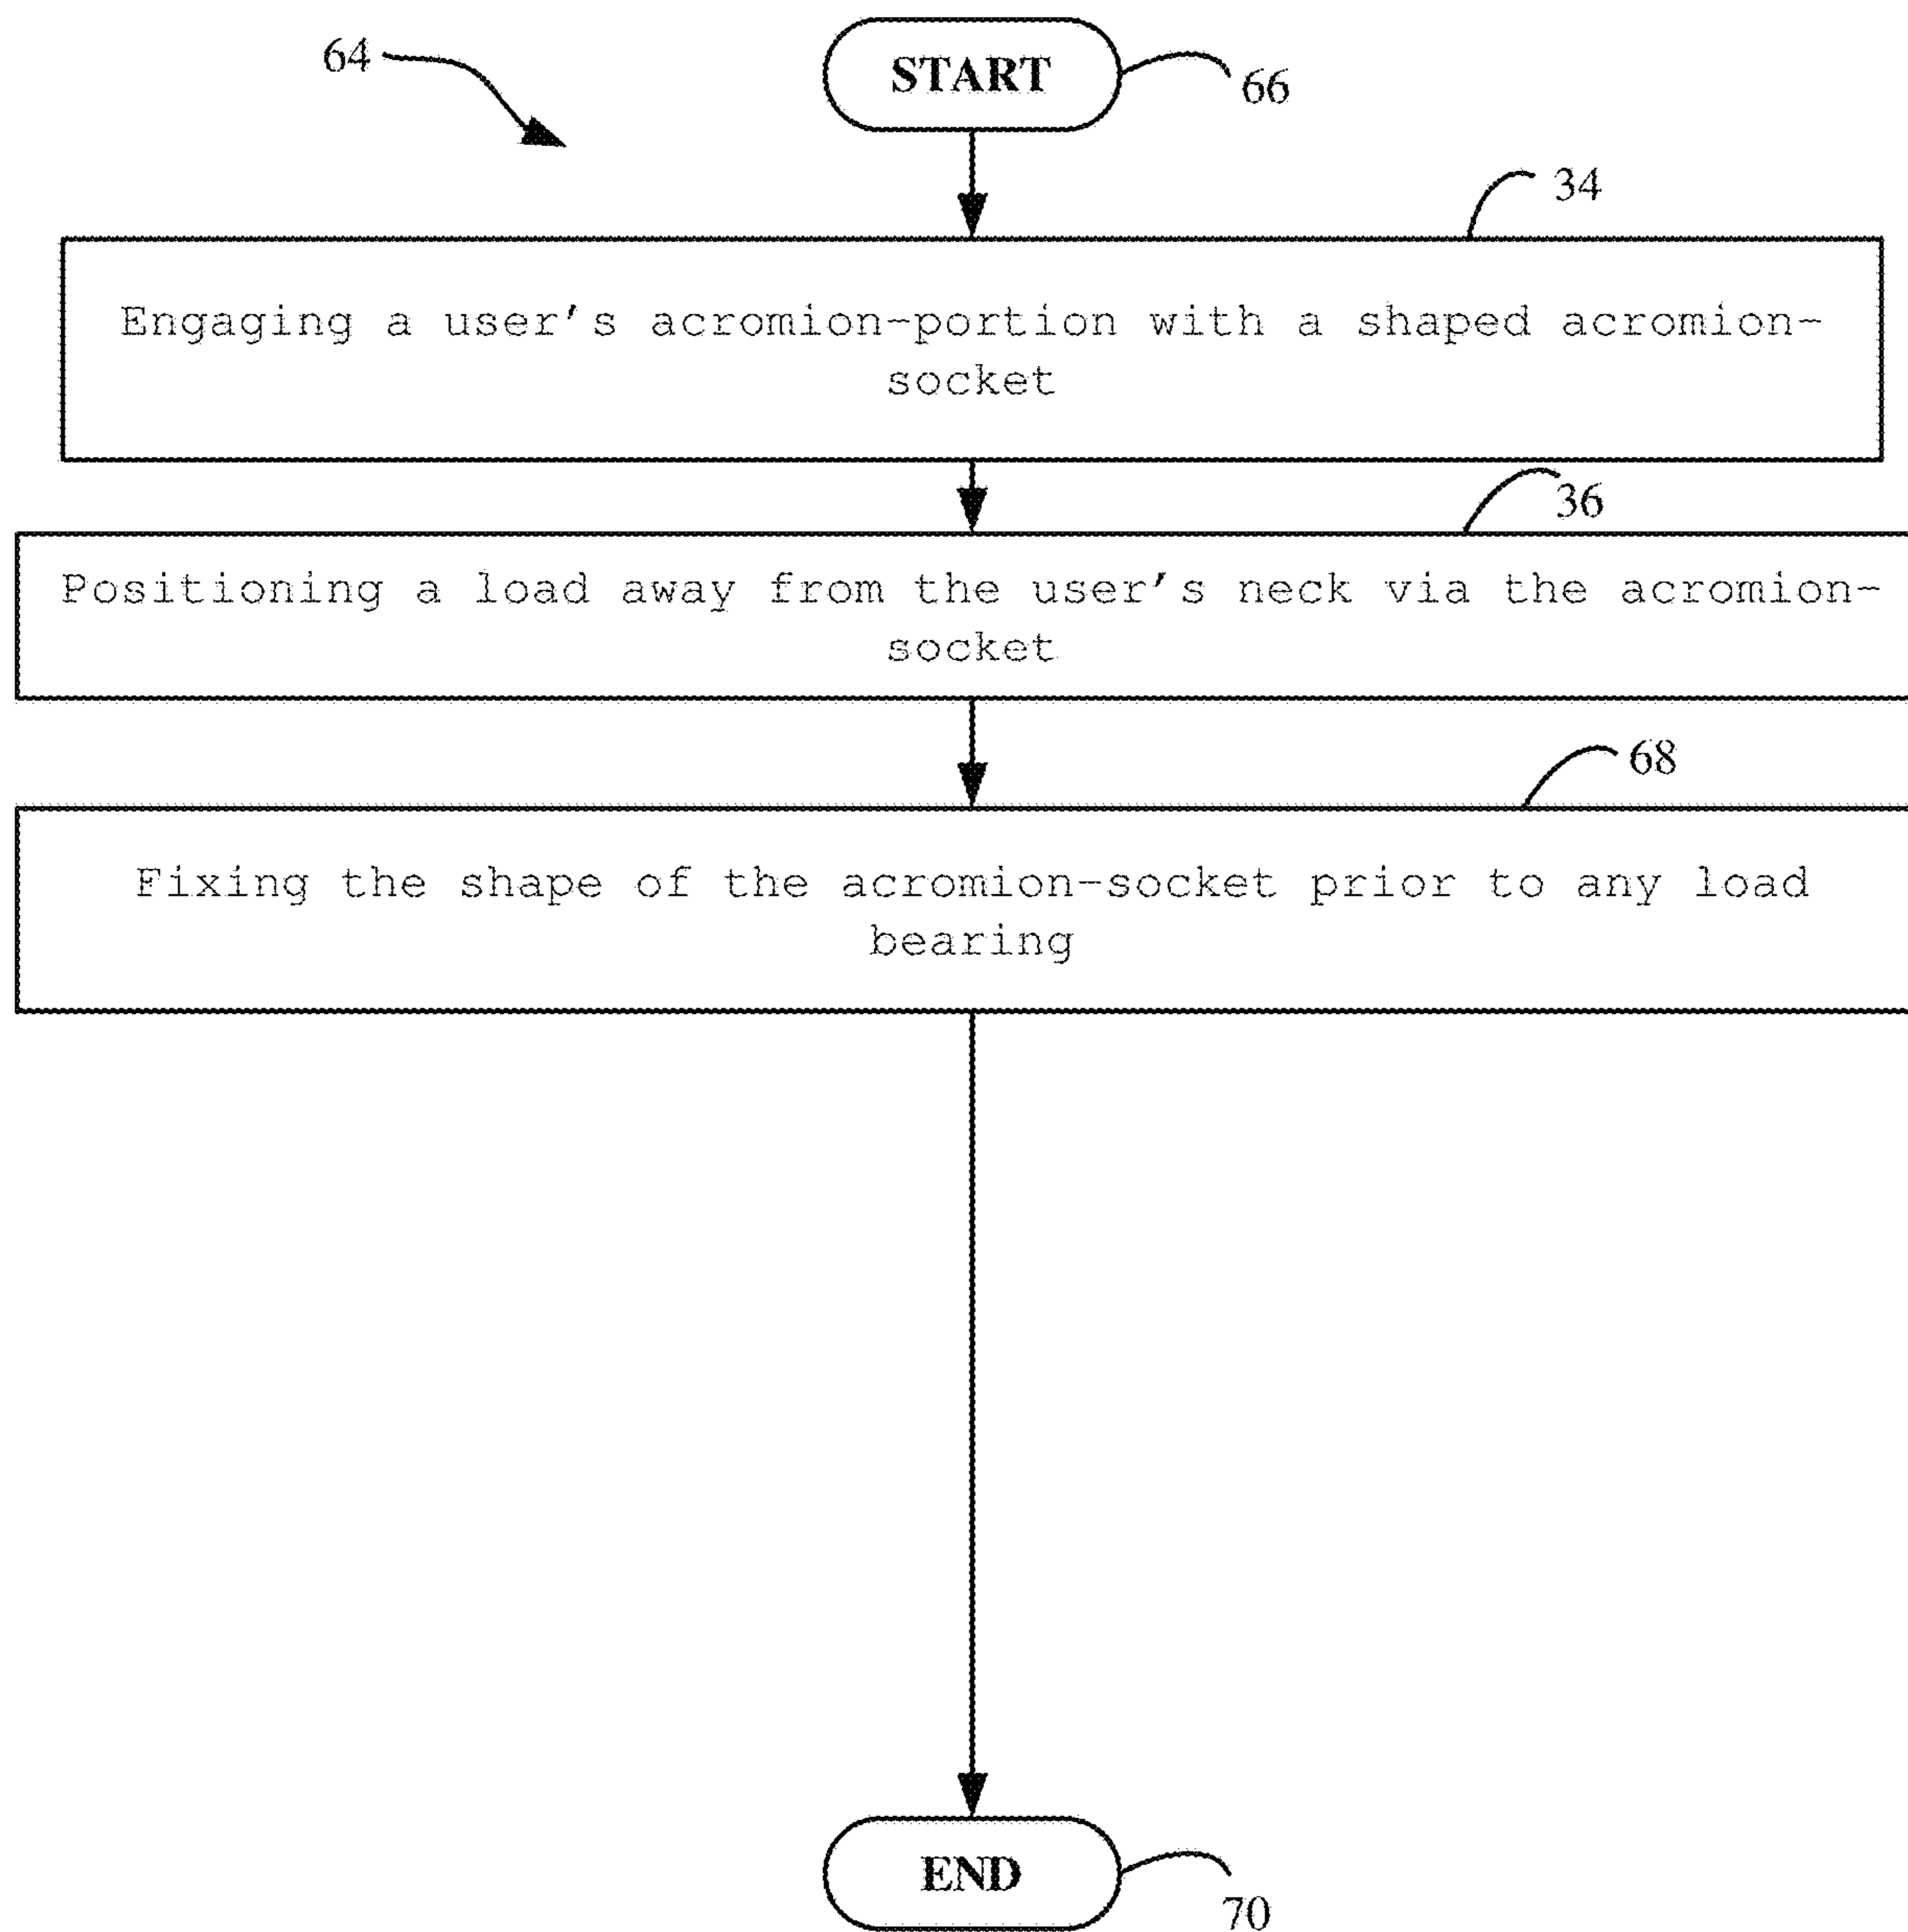 64
START
66
34
Engaging a user's acromion-portion with a shaped acromion-
socket
36
Positioning a load away from the user's neck via the acromion-
socket
68
Fixing the shape of the acromion-socket prior to any load
bearing
END
70